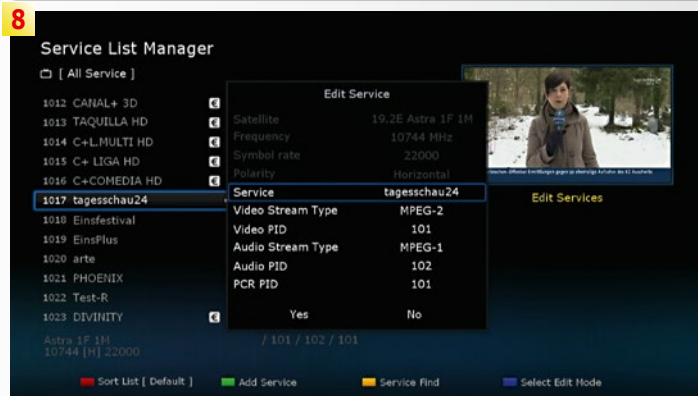 8
Service List Manager
[ All Service ]
1012 CANAL+ 3D €
1013 TAQUILLA HD €
1014 C+L.MULTI HD €
1015 C+ LIGA HD €
1016 C+COMEDIA HD €
1017 tagesschau24
1018 Einsfestival
1019 EinsPlus
1020 arte
1021 PHOENIX
1022 Test-R
1023 DIVINITY €
Astra 1F 1M / 101 / 102 / 101
10744 [H] 22000
Edit Service
Satellite 19.2E Astra 1F 1M
Frequency 10744 MHz
Symbol rate 22000
Polarity Horizontal
Service tagesschau24
Video Stream Type MPEG-2
Video PID 101
Audio Stream Type MPEG-1
Audio PID 102
PCR PID 101
Yes No
Edit Services
Sort List [ Default ] Add Service Service Find Select Edit Mode